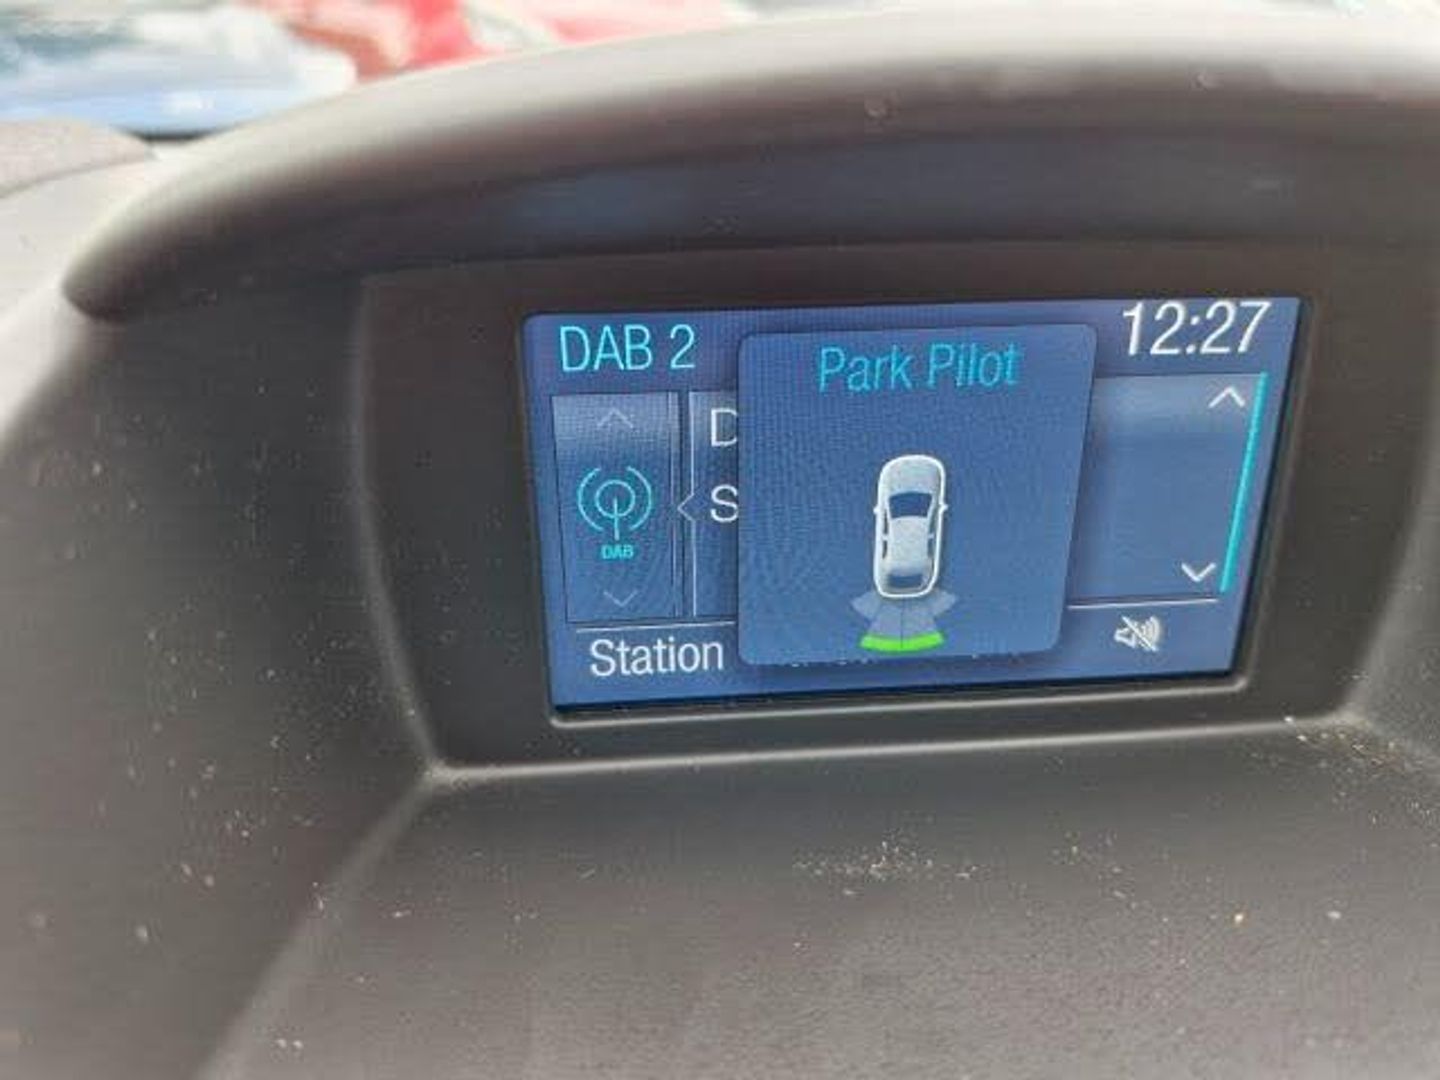 DAB 2
12:27
Park Pilot
D
S
DAB
Station